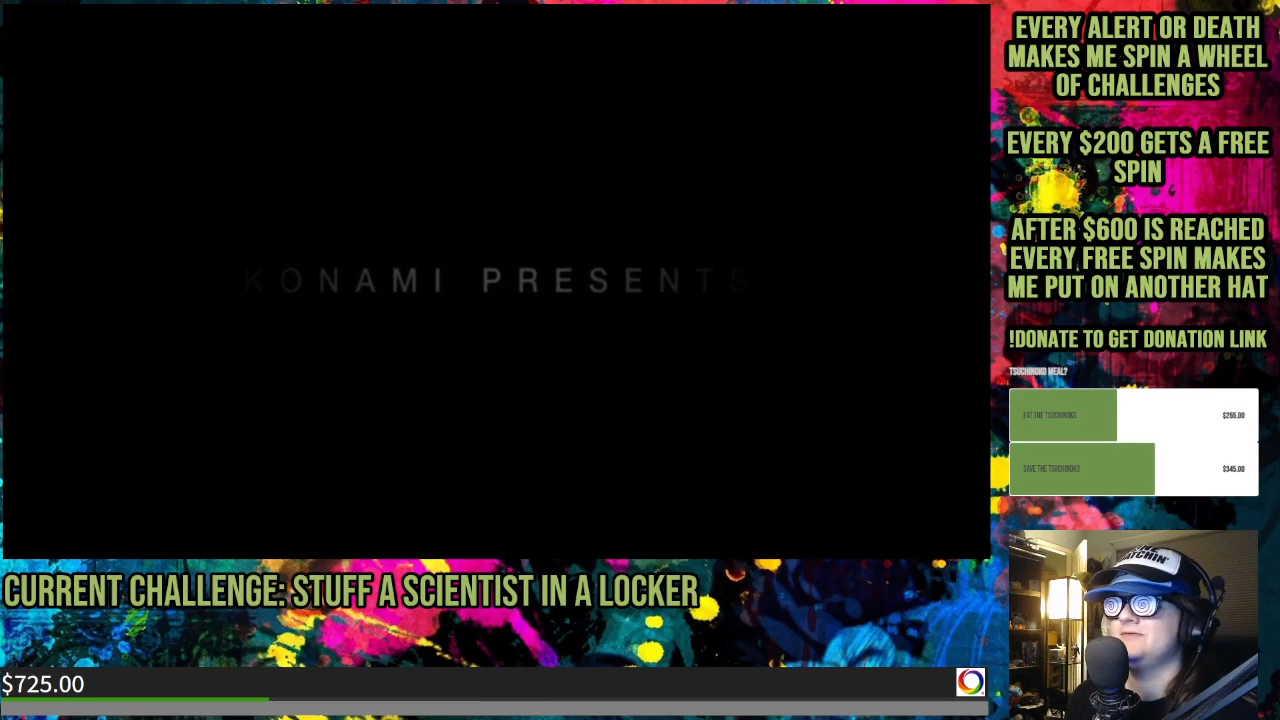 KONAMI PRESENTS
EVERY ALERT OR DEATH
MAKES ME SPIN A WHEEL
OF CHALLENGES
EVERY $200 GETS A FREE
SPIN
AFTER $600 IS REACHED
EVERY FREE SPIN MAKES
ME PUT ON ANOTHER HAT
!DONATE TO GET DONATION LINK
TSUCHINOKO MEAL?
EAT THE TSUCHINOKO $255.00
SAVE THE TSUCHINOKO $345.00
CURRENT CHALLENGE: STUFF A SCIENTIST IN A LOCKER
$725.00